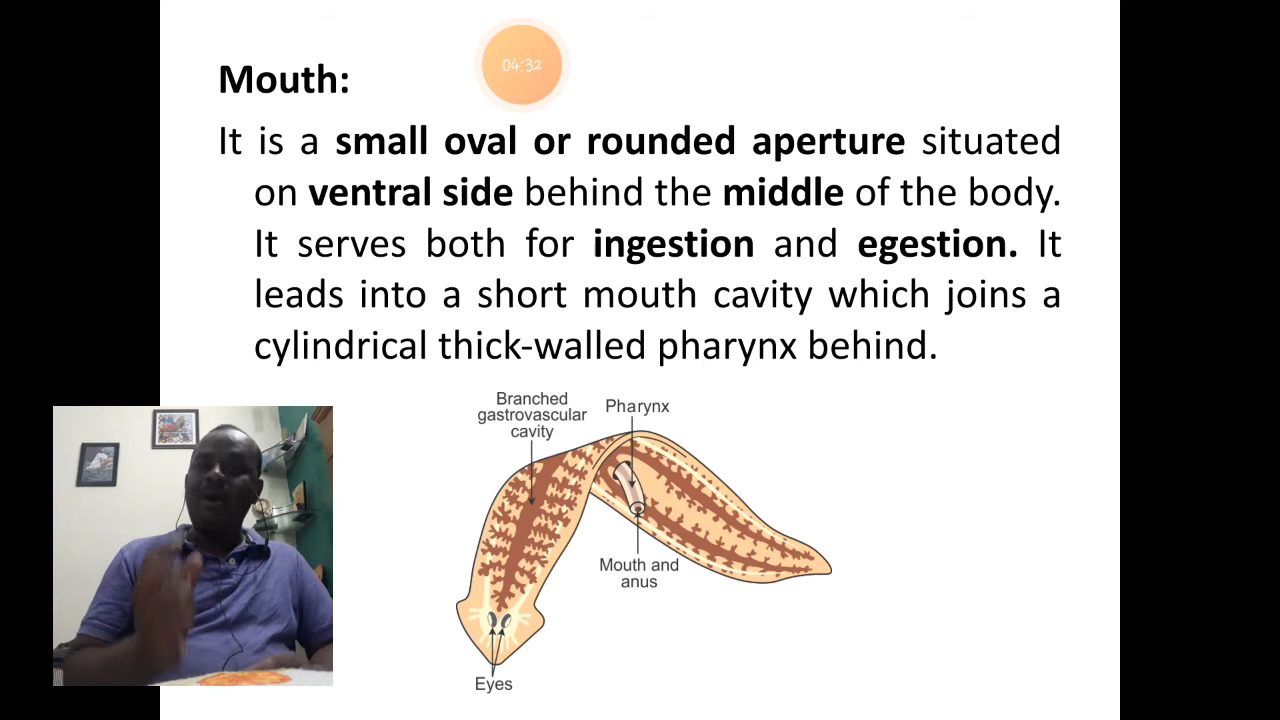 04:32
Mouth:
It is a small oval or rounded aperture situated
on ventral side behind the middle of the body.
It serves both for ingestion and egestion. It
leads into a short mouth cavity which joins a
cylindrical thick-walled pharynx behind.
Branched
gastrovascular
cavity
Pharynx
Mouth and
anus
Eyes